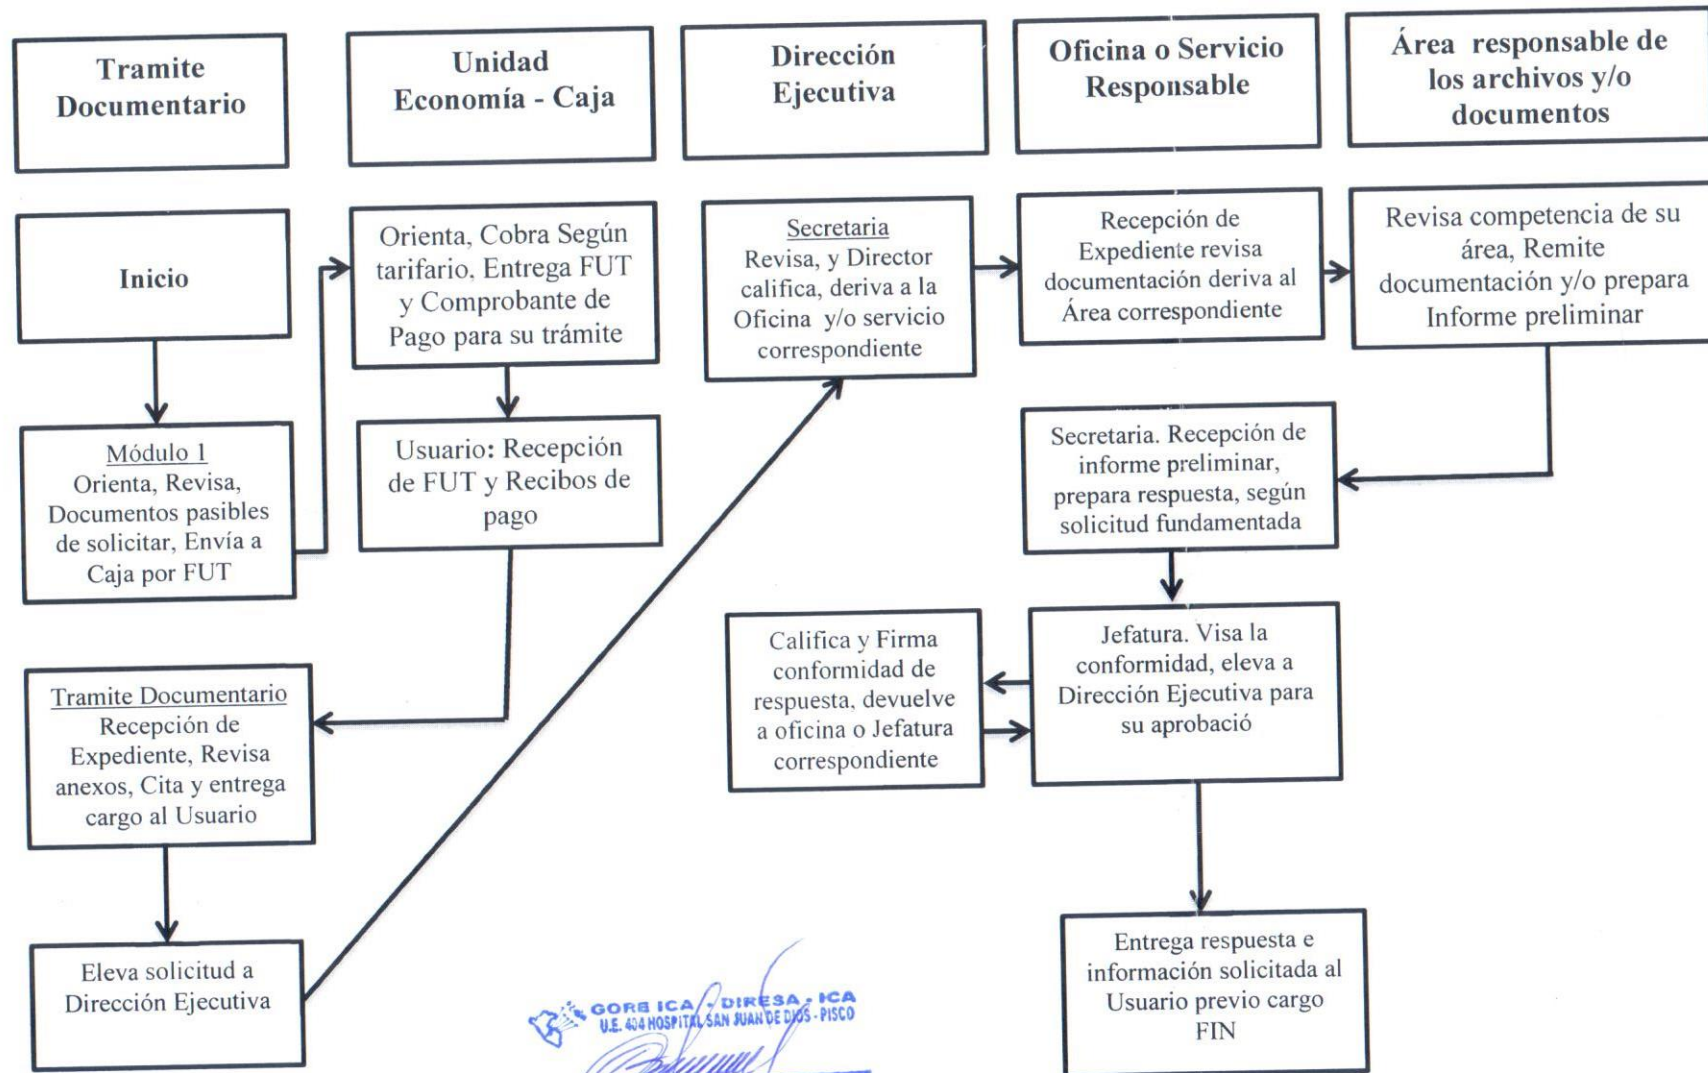 Tramite
Documentario
Unidad
Economía - Caja
Dirección
Ejecutiva
Oficina o Servicio
Responsable
Área responsable de
los archivos y/o
documentos
Inicio
Orienta, Cobra Según
tarifario, Entrega FUT
y Comprobante de
Pago para su trámite
Secretaria
Revisa, y Director
califica, deriva a la
Oficina y/o servicio
correspondiente
Recepción de
Expediente revisa
documentación deriva al
Área correspondiente
Revisa competencia de su
área, Remite
documentación y/o prepara
Informe preliminar
Módulo 1
Orienta, Revisa,
Documentos pasibles
de solicitar, Envía a
Caja por FUT
Usuario: Recepción
de FUT y Recibos de
pago
Secretaria. Recepción de
informe preliminar,
prepara respuesta, según
solicitud fundamentada
Tramite Documentario
Recepción de
Expediente, Revisa
anexos, Cita y entrega
cargo al Usuario
Califica y Firma
conformidad de
respuesta, devuelve
a oficina o Jefatura
correspondiente
Jefatura. Visa la
conformidad, eleva a
Dirección Ejecutiva para
su aprobació
Eleva solicitud a
Dirección Ejecutiva
Entrega respuesta e
información solicitada al
Usuario previo cargo
FIN
GORE ICA - DIRESA - ICA
U.E. 404 HOSPITAL SAN JUAN DE DIOS - PISCO